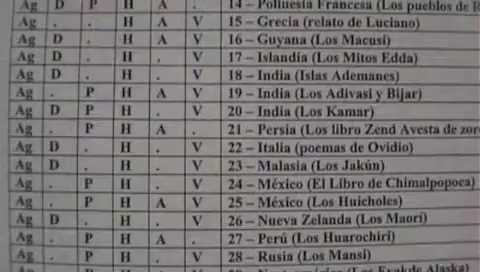 Ag D P H A . 14 – Polinesia Francesa (Los pueblos de
Ag . . H A V 15 – Grecia (relato de Luciano)
Ag D . H A V 16 – Guyana (Los Macusi)
Ag D . H . V 17 – Islandia (Los Mitos Edda)
Ag D . H . V 18 – India (Islas Ademanes)
Ag . P H A V 19 – India (Los Adivasi y Bijar)
Ag D P H . V 20 – India (Los Kamar)
Ag . P H A . 21 – Persia (Los libro Zend Avesta de zor
Ag D . H . V 22 – Italia (poemas de Ovidio)
Ag D . H . V 23 – Malasia (Los Jakún)
Ag . P H . V 24 – México (El Libro de Chimalpopoca)
Ag . P H A V 25 – México (Los Huicholes)
Ag D . H . V 26 – Nueva Zelanda (Los Maori)
Ag . P H A . 27 – Perú (Los Huarochiri)
Ag . P H . V 28 – Rusia (Los Mansi)